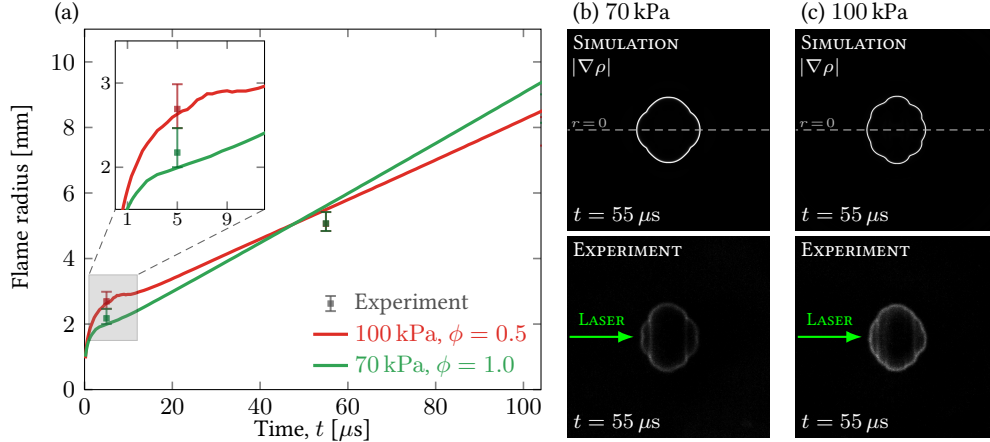 (a)
Flame radius [mm]
0
2
4
6
8
10
0
20
40
60
80
100
Time, t [μs]
1
2
3
1
5
9
Experiment
100 kPa, ϕ = 0.5
70 kPa, ϕ = 1.0
(b) 70 kPa
SIMULATION
|∇ρ|
r = 0
t = 55 μs
EXPERIMENT
LASER
t = 55 μs
(c) 100 kPa
SIMULATION
|∇ρ|
r = 0
t = 55 μs
EXPERIMENT
LASER
t = 55 μs